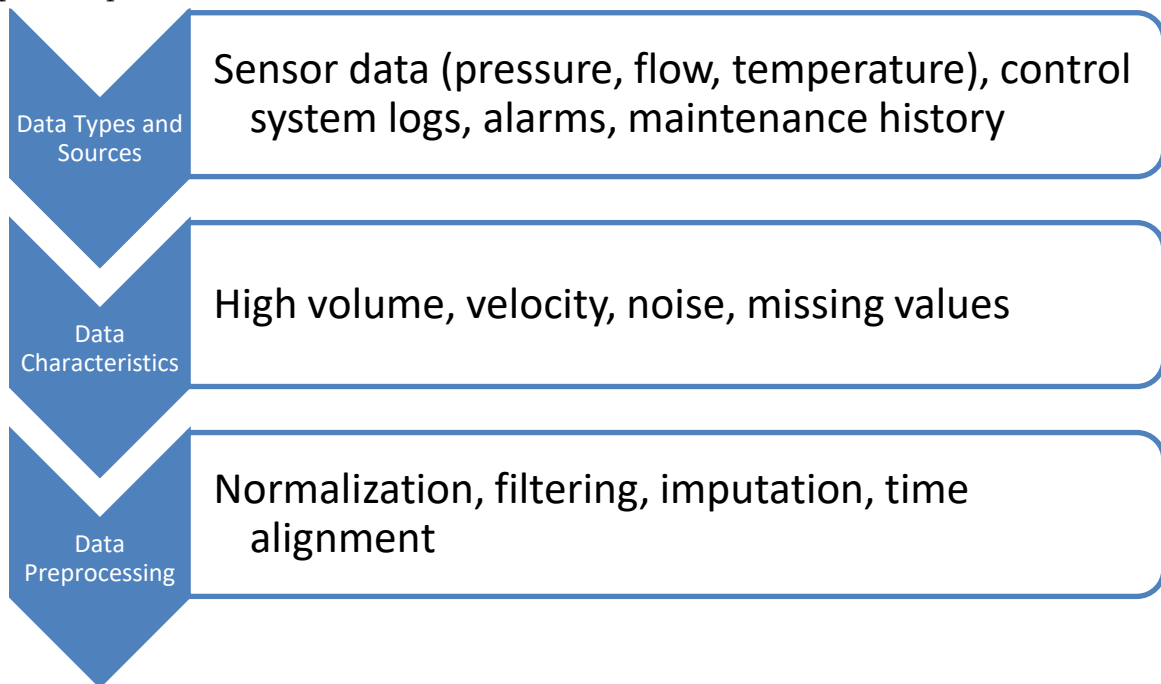 Data Types and
Sources
Sensor data (pressure, flow, temperature), control
system logs, alarms, maintenance history
Data
Characteristics
High volume, velocity, noise, missing values
Data
Preprocessing
Normalization, filtering, imputation, time
alignment